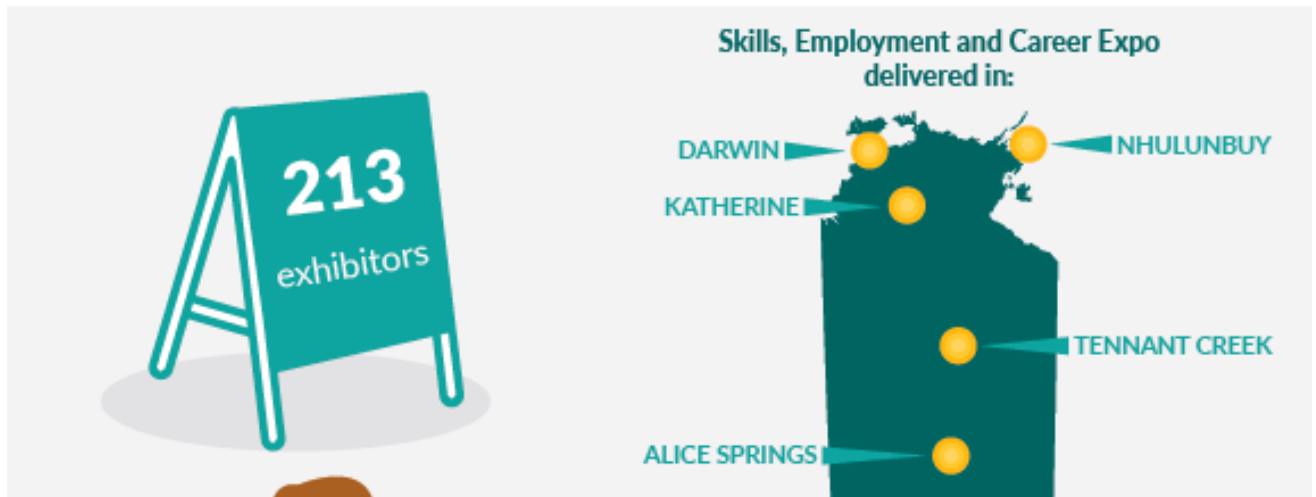 213
exhibitors
Skills, Employment and Career Expo
delivered in:
DARWIN
NHULUNBUY
KATHERINE
TENNANT CREEK
ALICE SPRINGS